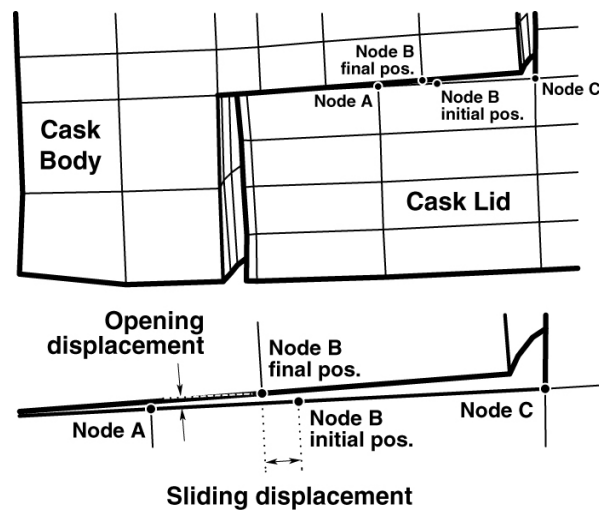 Node B
final pos.
Node A
Node B
initial pos.
Node C
Cask
Body
Cask Lid
Opening
displacement
Node B
final pos.
Node A
Node B
initial pos.
Node C
Sliding displacement